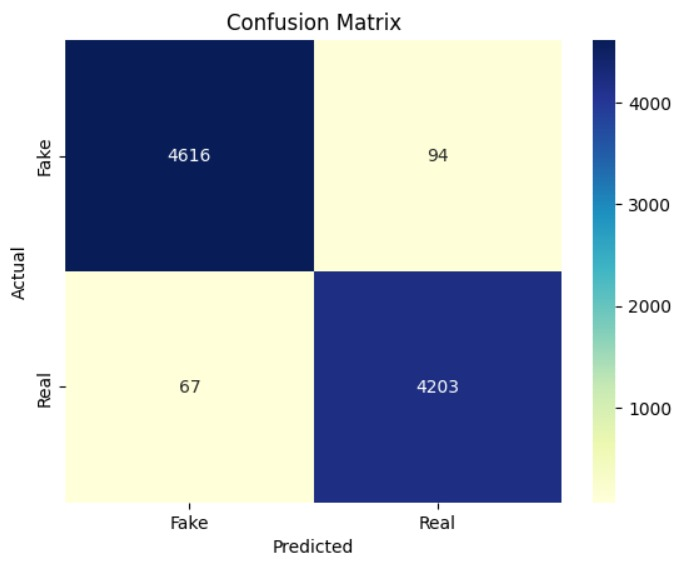 Confusion Matrix
Actual
Fake
4616
94
Real
67
4203
Fake
Real
Predicted
4000
3000
2000
1000